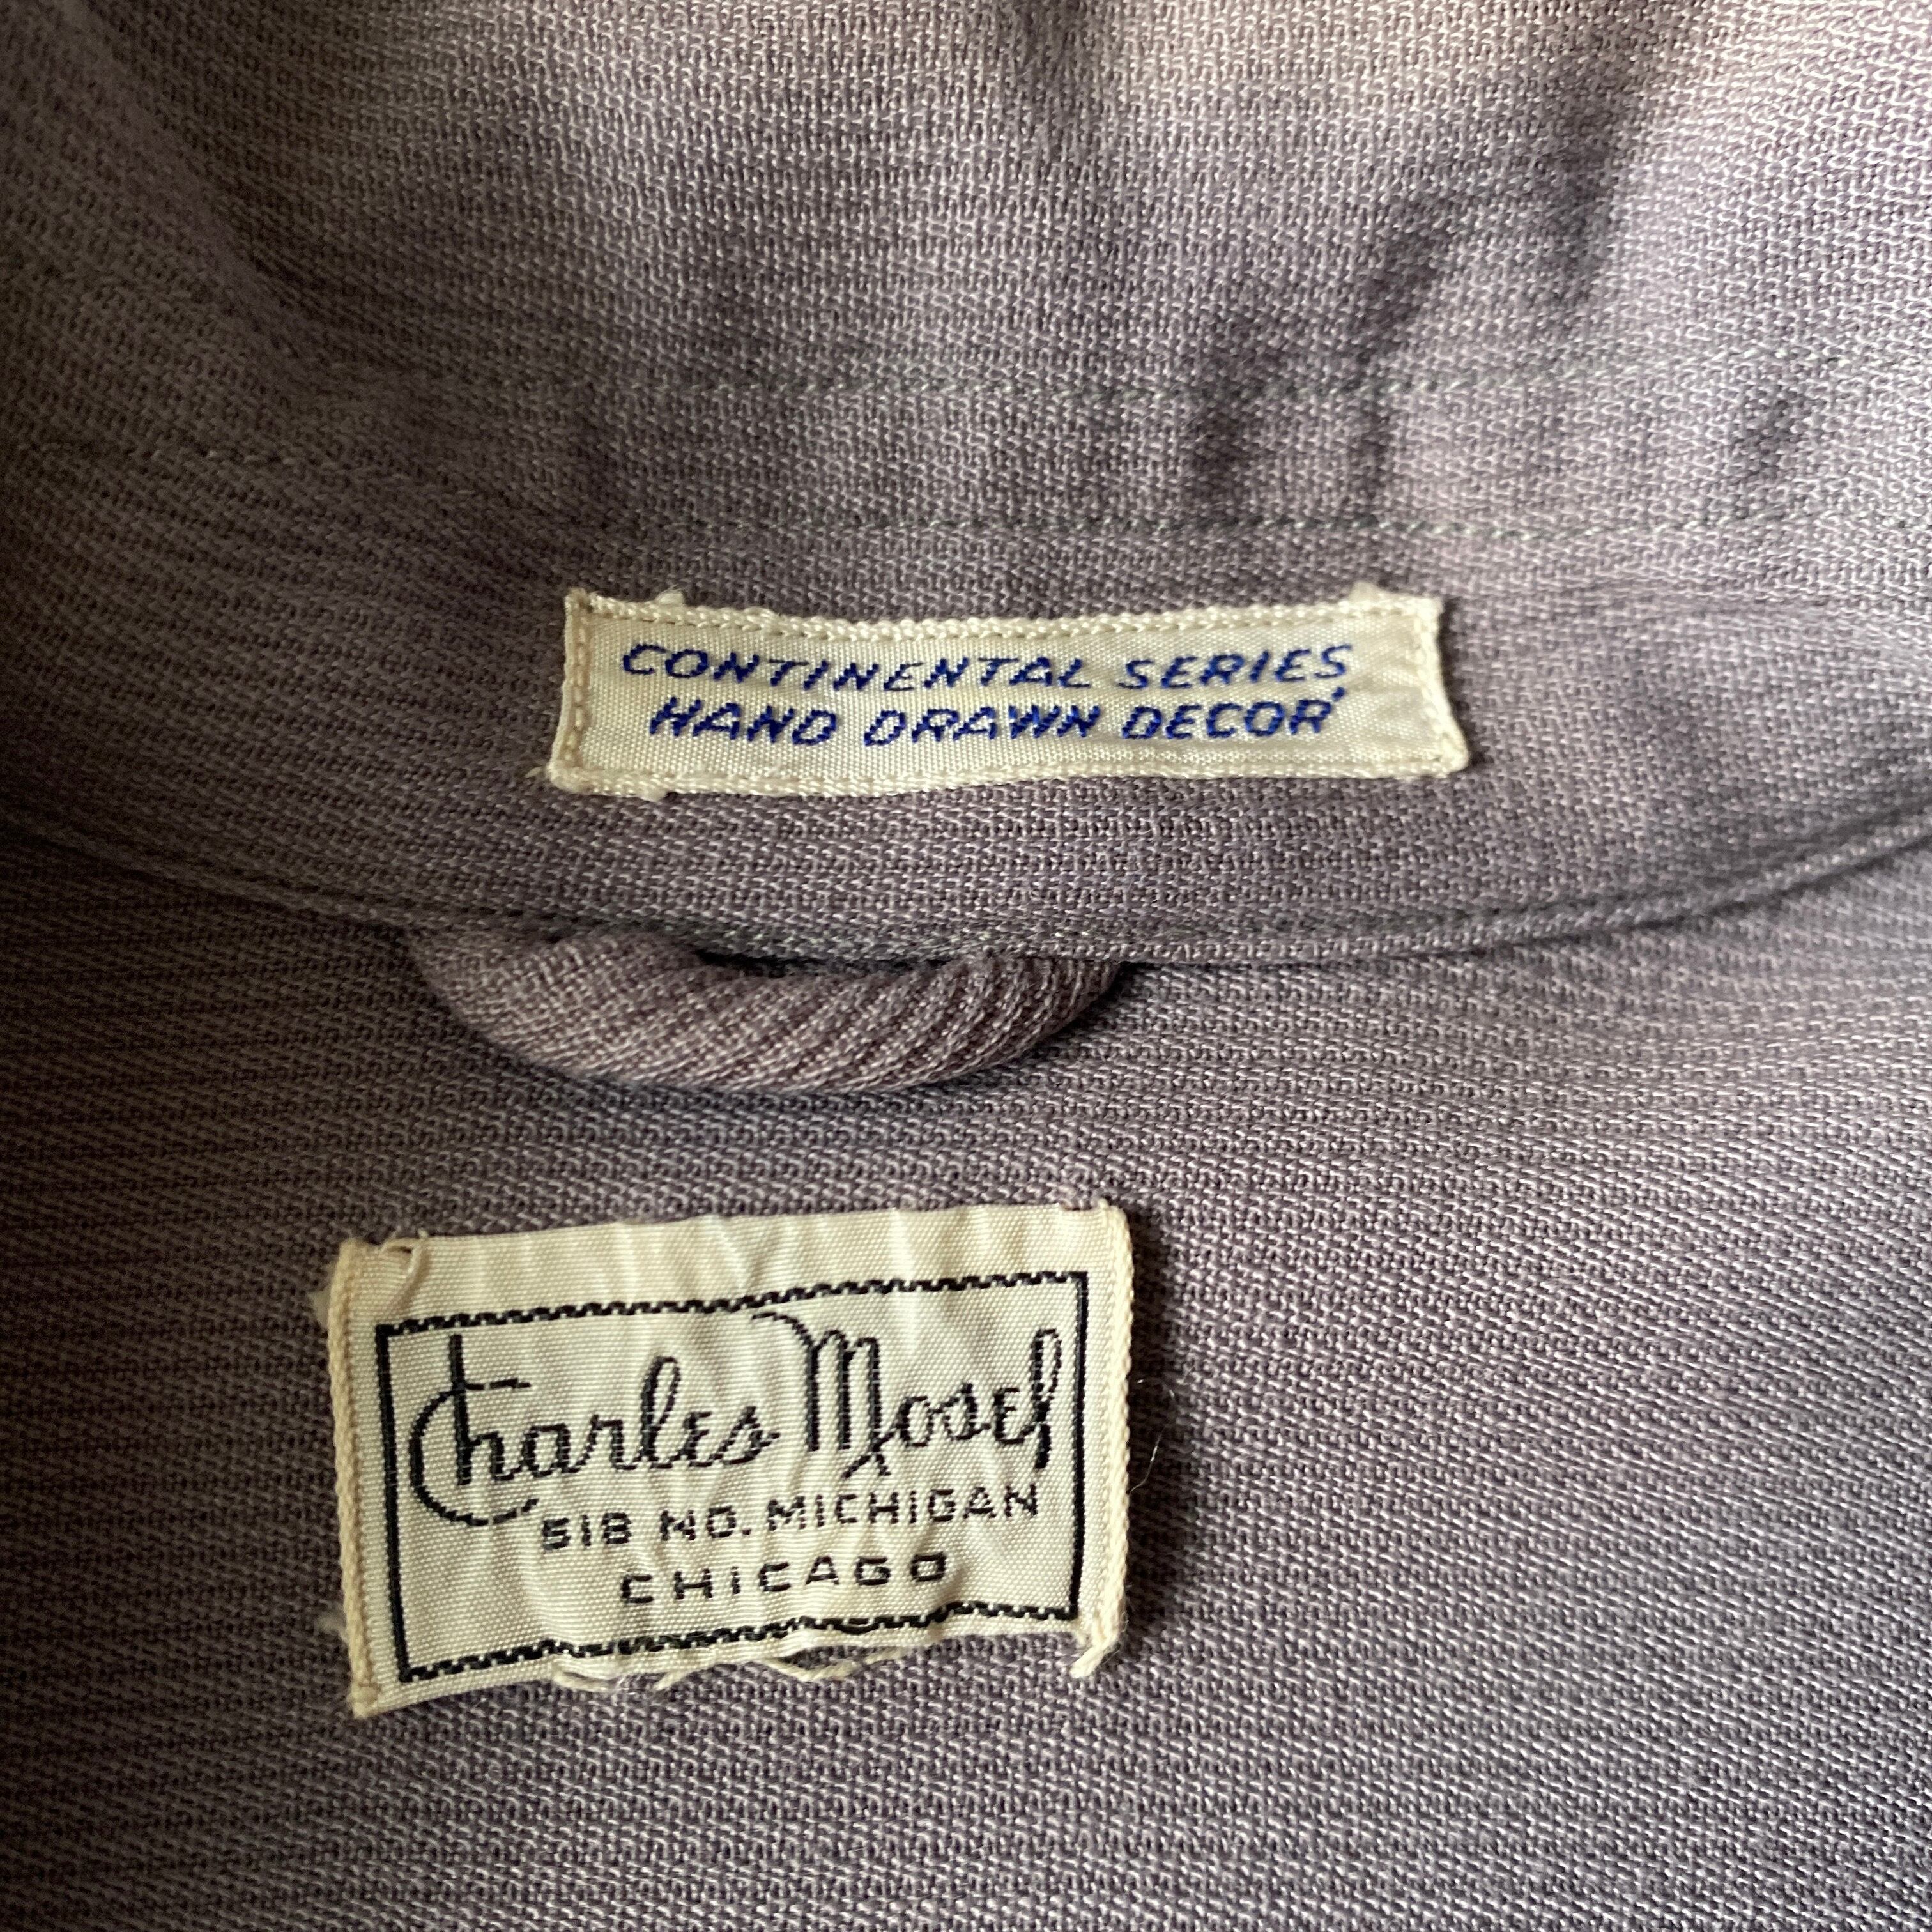 CONTINENTAL SERIES
HAND DRAWN DECOR'
Charles Mosel
518 NO. MICHIGAN
CHICAGO